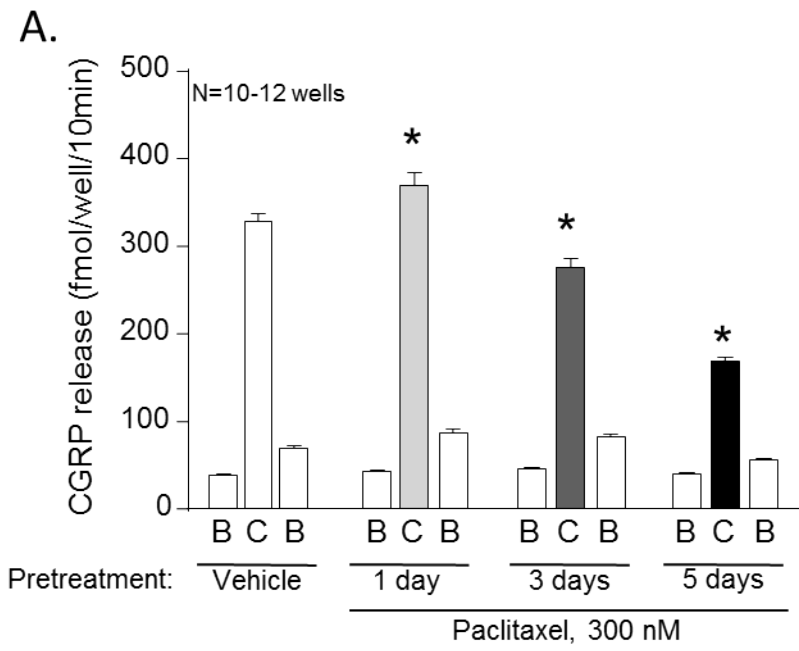 A.
CGRP release (fmol/well/10min)
500
400
300
200
100
0
N=10-12 wells
*
*
*
B C B B C B B C B B C B
Pretreatment: Vehicle 1 day 3 days 5 days
Paclitaxel, 300 nM